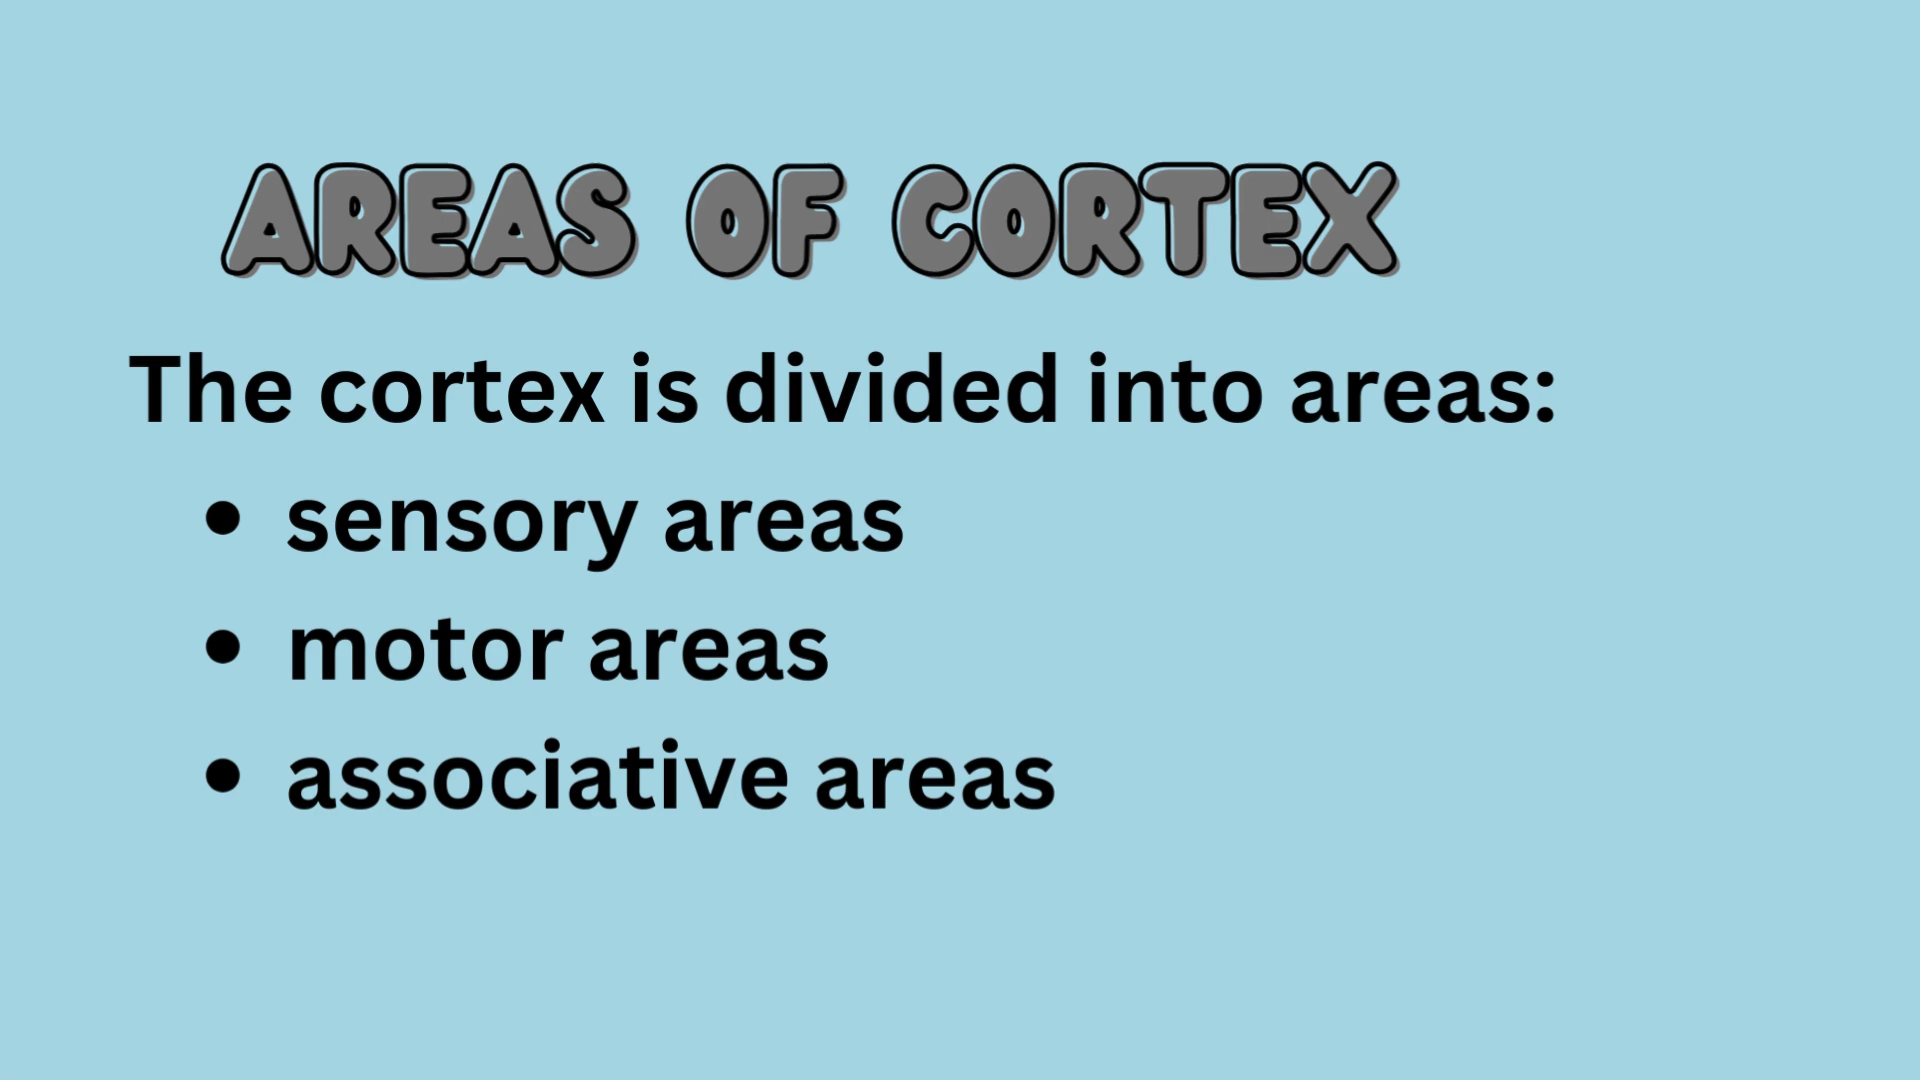 AREAS OF CORTEX
The cortex is divided into areas:
• sensory areas
• motor areas
• associative areas